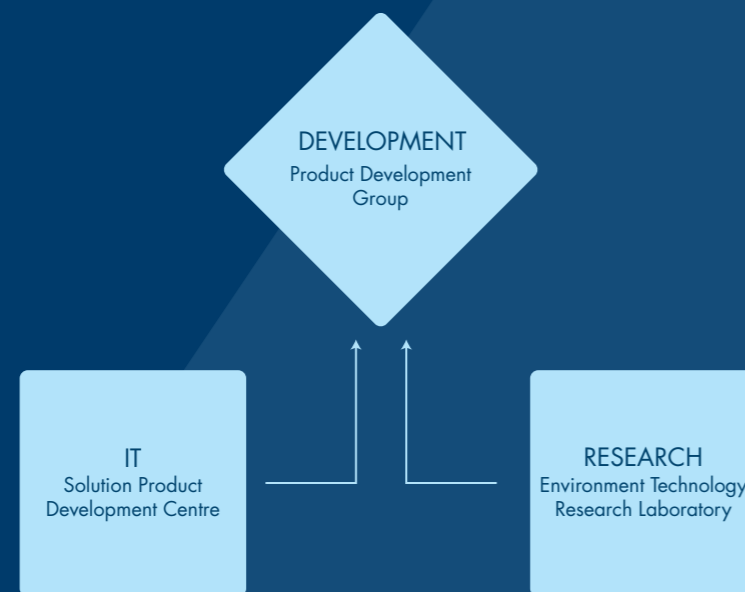 DEVELOPMENT
Product Development
Group
IT
Solution Product
Development Centre
RESEARCH
Environment Technology
Research Laboratory